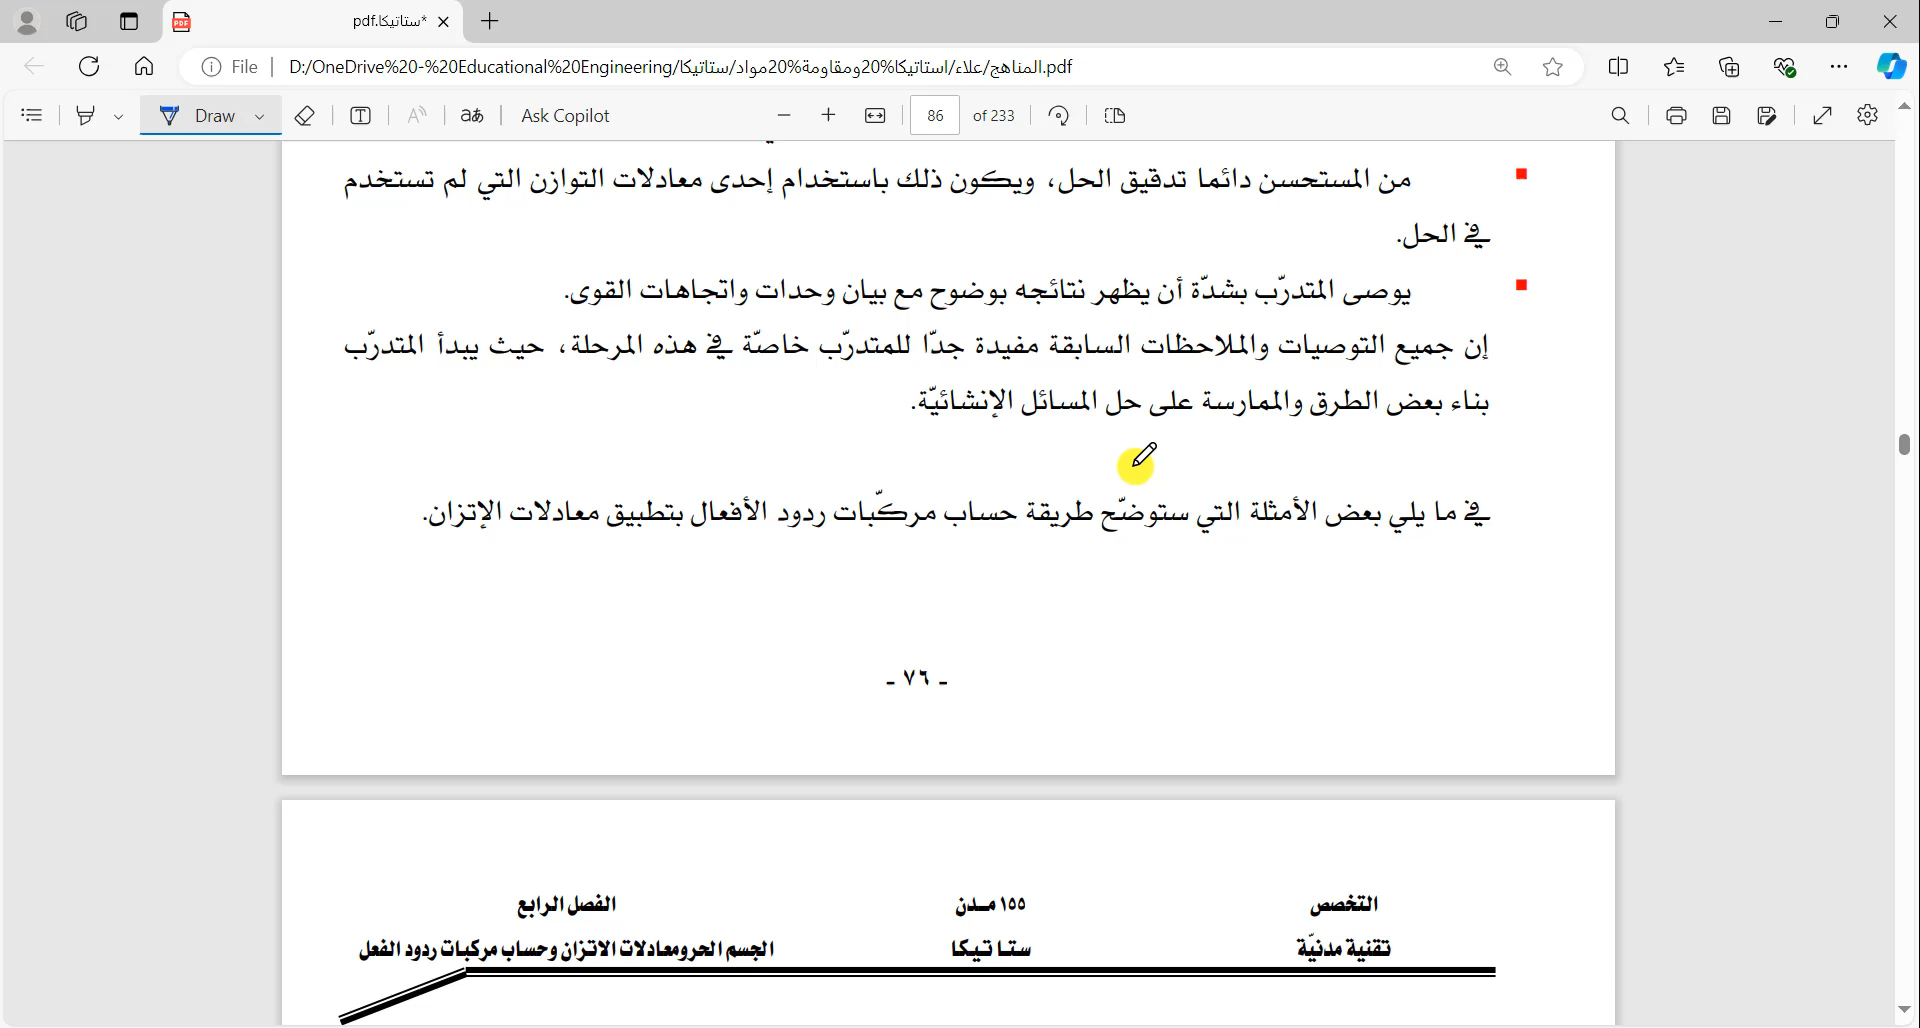 *ستاتيكا.pdf
File
D:/OneDrive%20-%20Educational%20Engineering/المناهج/علاء/استاتيكا%20ومقاومة%20مواد/ستاتيكا.pdf
Draw
Ask Copilot
86 of 233
من المستحسن دائما تدقيق الحل، ويكون ذلك باستخدام إحدى معادلات التوازن التي لم تستخدم
في الحل.
يوصى المتدرّب بشدّة أن يظهر نتائجه بوضوح مع بيان وحدات واتجاهات القوى.
إن جميع التوصيات والملاحظات السابقة مفيدة جدّا للمتدرّب خاصّة في هذه المرحلة، حيث يبدأ المتدرّب
بناء بعض الطرق والممارسة على حل المسائل الإنشائيّة.
في ما يلي بعض الأمثلة التي ستوضّح طريقة حساب مركّبات ردود الأفعال بتطبيق معادلات الإتزان.
- ٧٦ -
التخصص ١٥٥ مـدن الفصل الرابع
تقنية مدنيّة ستـا تـيـكـا الجسم الحرومعادلات الاتزان وحساب مركبات ردود الفعل